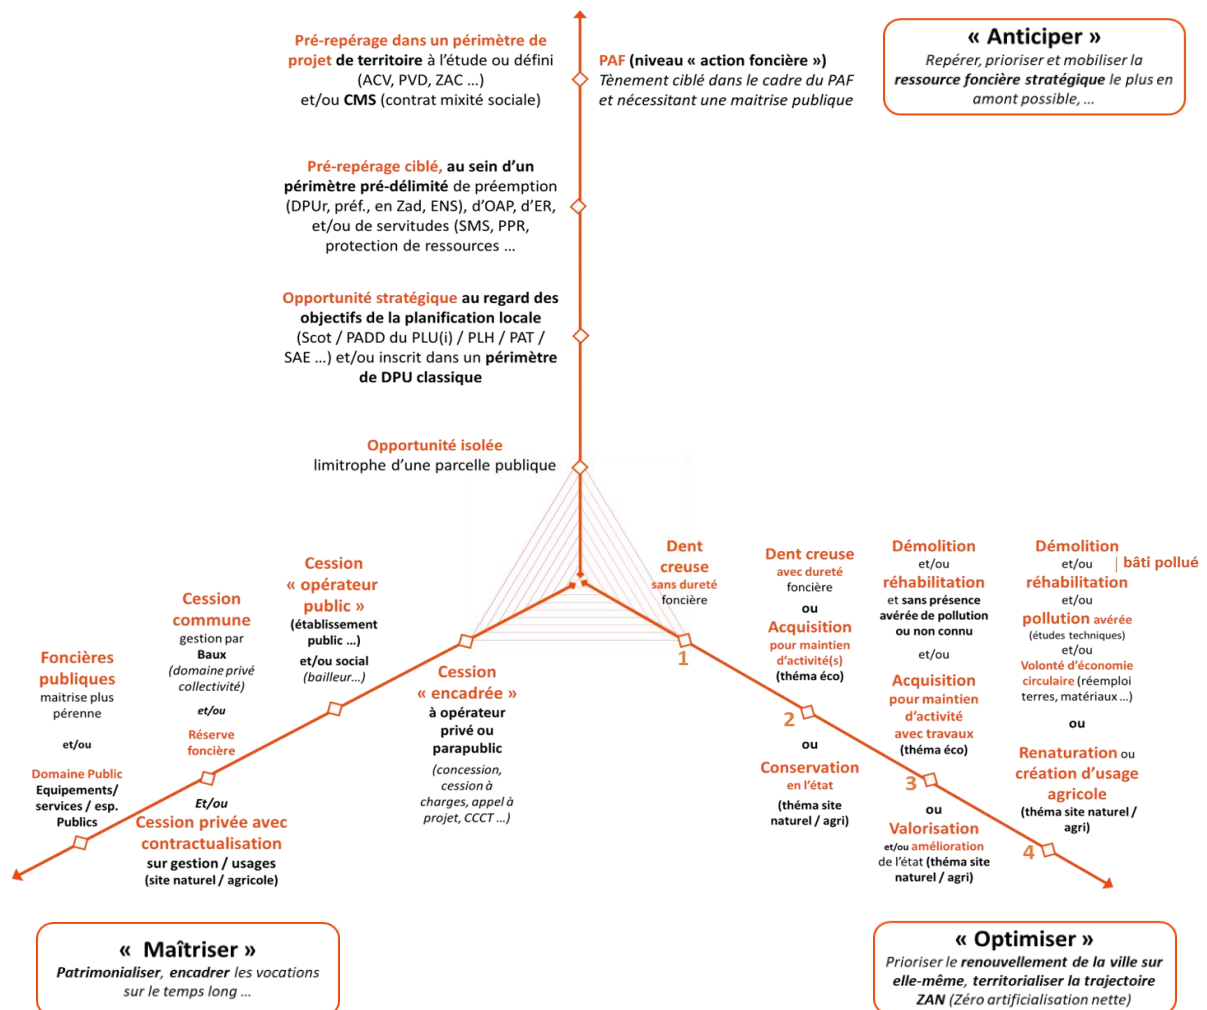 Pré-repérage dans un périmètre de
projet de territoire à l’étude ou défini
(ACV, PVD, ZAC ...)
et/ou CMS (contrat mixité sociale)
PAF (niveau « action foncière »)
Tènement ciblé dans le cadre du PAF
et nécessitant une maitrise publique
« Anticiper »
Repérer, prioriser et mobiliser la
ressource foncière stratégique le plus en
amont possible, ...
Pré-repérage ciblé, au sein d’un
périmètre pré-délimité de préemption
(DPUr, préf., en Zad, ENS), d’OAP, d’ER,
et/ou de servitudes (SMS, PPR,
protection de ressources ...
Opportunité stratégique au regard des
objectifs de la planification locale
(Scot / PADD du PLU(i) / PLH / PAT /
SAE ...) et/ou inscrit dans un périmètre
de DPU classique
Opportunité isolée
limitrophe d’une parcelle publique
Foncières
publiques
maitrise plus
pérenne
et/ou
Domaine Public
Equipements/
services / esp.
Publics
Cession
commune
gestion par
Baux
(domaine privé
collectivité)
et/ou
Réserve
foncière
Et/ou
Cession privée avec
contractualisation
sur gestion / usages
(site naturel / agricole)
Cession
« opérateur
public »
(établissement
public ...)
et/ou social
(bailleur...)
Cession
« encadrée »
à opérateur
privé ou
parapublic
(concession,
cession à
charges, appel à
projet, CCCT ...)
Dent
creuse
sans dureté
foncière
1
Dent creuse
avec dureté
foncière
ou
Acquisition
pour maintien
d’activité(s)
(théma éco)
2
ou
Conservation
en l’état
(théma site
naturel / agri)
Démolition
et/ou
réhabilitation
et sans présence
avérée de pollution
ou non connu
et/ou
Acquisition
pour maintien
d’activité
avec travaux
(théma éco)
3
ou
Valorisation
et/ou amélioration
de l’état (théma site
naturel / agri)
Démolition
et/ou
bâti pollué
réhabilitation
et/ou
pollution avérée
(études techniques)
et/ou
Volonté d’économie
circulaire (réemploi
terres, matériaux ...)
ou
Renaturation ou
création d’usage
agricole
(théma site naturel /
agri)
4
« Maîtriser »
Patrimonialiser, encadrer les vocations
sur le temps long ...
« Optimiser »
Prioriser le renouvellement de la ville sur
elle-même, territorialiser la trajectoire
ZAN (Zéro artificialisation nette)